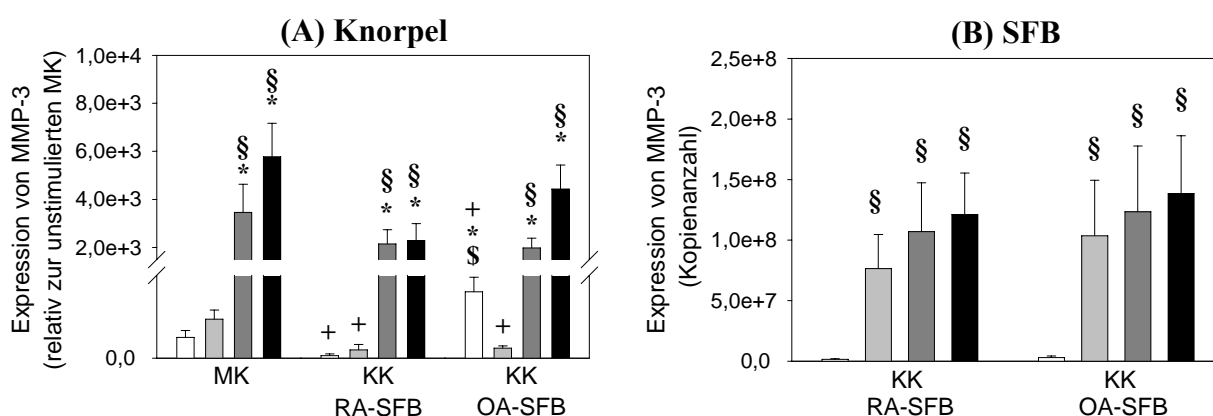 (A) Knorpel
Expression von MMP-3
(relativ zur unstimulierten MK)
1,0e+4
8,0e+3
6,0e+3
4,0e+3
2,0e+3
0,0
§
*
§
*
+
+
§
*
§
*
+
*
$
+
§
*
§
*
MK
KK
RA-SFB
KK
OA-SFB
(B) SFB
Expression von MMP-3
(Kopienanzahl)
2,5e+8
2,0e+8
1,5e+8
1,0e+8
5,0e+7
0,0
§
§
§
§
§
§
KK
RA-SFB
KK
OA-SFB